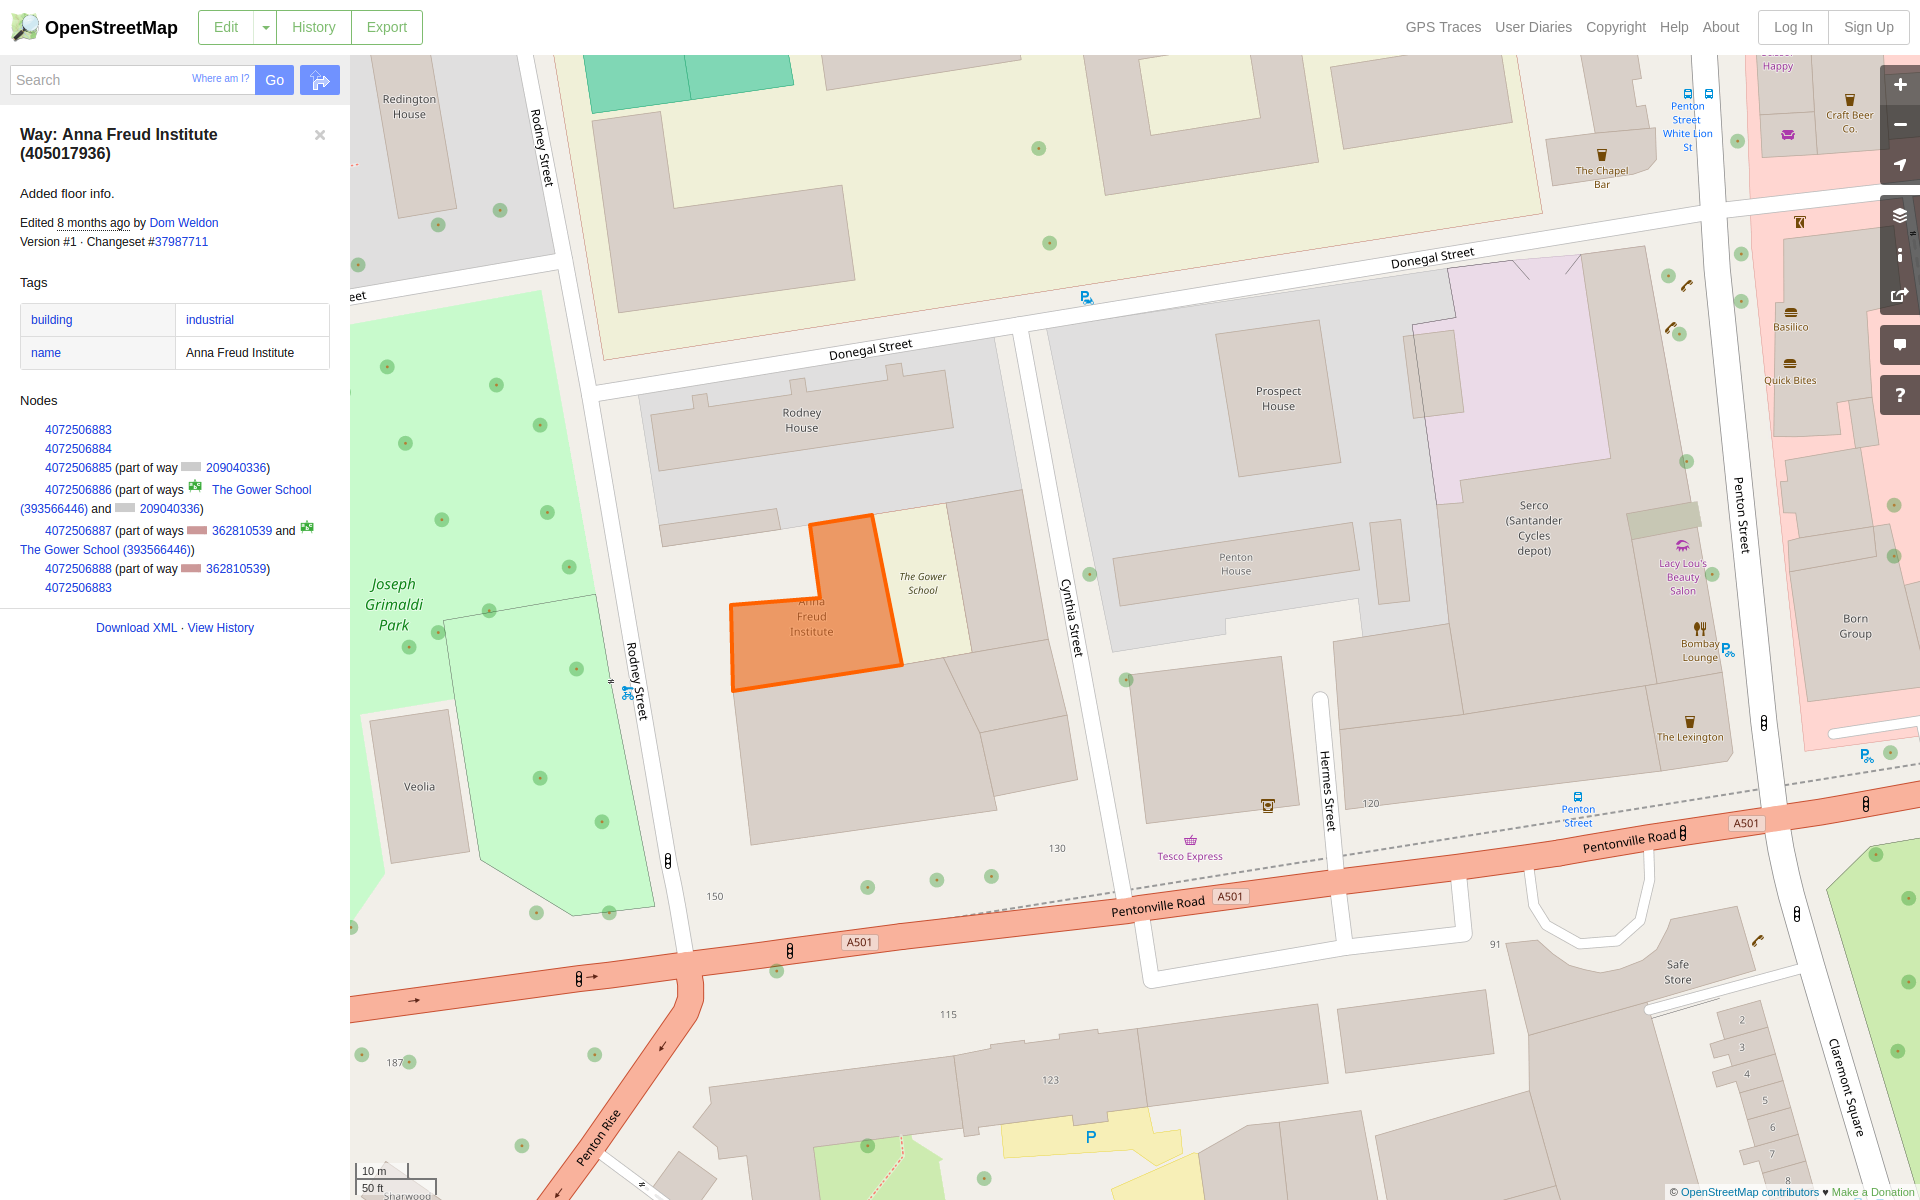 OpenStreetMap
Edit
History
Export
GPS Traces
User Diaries
Copyright
Help
About
Log In
Sign Up
Search
Where am I?
Go
Way: Anna Freud Institute
(405017936)
×
Added floor info.
Edited 8 months ago by Dom Weldon
Version #1 · Changeset #37987711
Tags
building
industrial
name
Anna Freud Institute
Nodes
4072506883
4072506884
4072506885 (part of way 209040336)
4072506886 (part of ways The Gower School
(393566446) and 209040336)
4072506887 (part of ways 362810539 and
The Gower School (393566446))
4072506888 (part of way 362810539)
4072506883
Download XML · View History
Redington
House
Rodney Street
Happy
Penton
Street
White Lion
St
Craft Beer
Co.
The Chapel
Bar
Donegal Street
eet
P
Donegal Street
Basilico
Quick Bites
Prospect
House
Rodney
House
Penton Street
Serco
(Santander
Cycles
depot)
Lacy Lou's
Beauty
Salon
Penton
House
The Gower
School
Joseph
Grimaldi
Park
Anna
Freud
Institute
Cynthia Street
Born
Group
Bombay
Lounge
P
Rodney Street
The Lexington
P
Veolia
Hermes Street
120
Penton
Street
A501
Pentonville Road
130
Tesco Express
150
A501
Pentonville Road
A501
91
Safe
Store
115
2
3
4
5
6
7
8
187
123
Claremont Square
Penton Rise
P
10 m
50 ft
Sharwood
© OpenStreetMap contributors ♥ Make a Donation